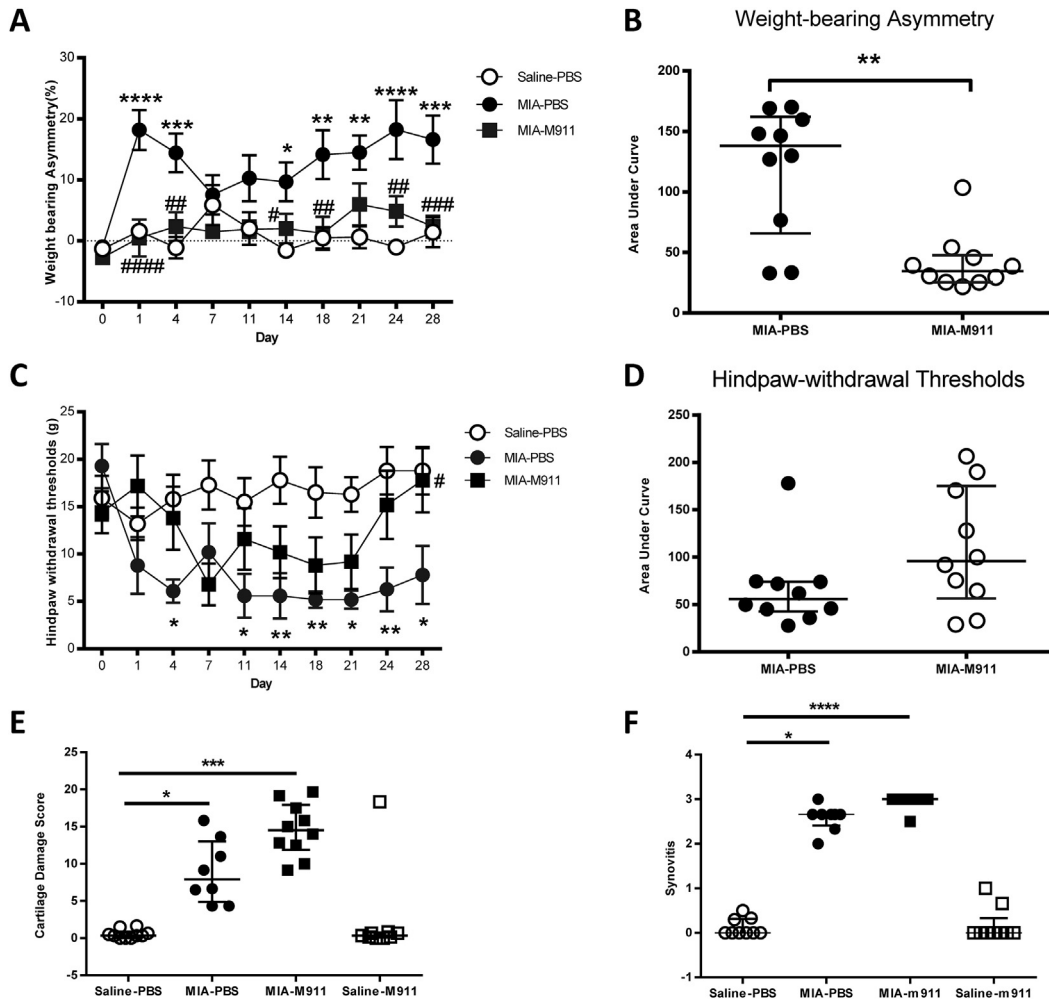 A
Weight bearing Asymmetry(%)
30
20
10
0
-10
**** *** * ** ** **** ***
## # ## ## ###
####
0 1 4 7 11 14 18 21 24 28
Day
Saline-PBS
MIA-PBS
MIA-M911
B
Weight-bearing Asymmetry
**
Area Under Curve
200
150
100
50
0
MIA-PBS MIA-M911
C
Hindpaw withdrawal thresholds (g)
25
20
15
10
5
0
#
* * ** ** * ** *
0 1 4 7 11 14 18 21 24 28
Day
Saline-PBS
MIA-PBS
MIA-M911
D
Hindpaw-withdrawal Thresholds
Area Under Curve
250
200
150
100
50
0
MIA-PBS MIA-M911
E
Cartilage Damage Score
25
20
15
10
5
0
-5
***
*
Saline-PBS MIA-PBS MIA-M911 Saline-M911
F
Synovitis
4
3
2
1
0
-1
****
*
Saline-PBS MIA-PBS MIA-m911 Saline-m911